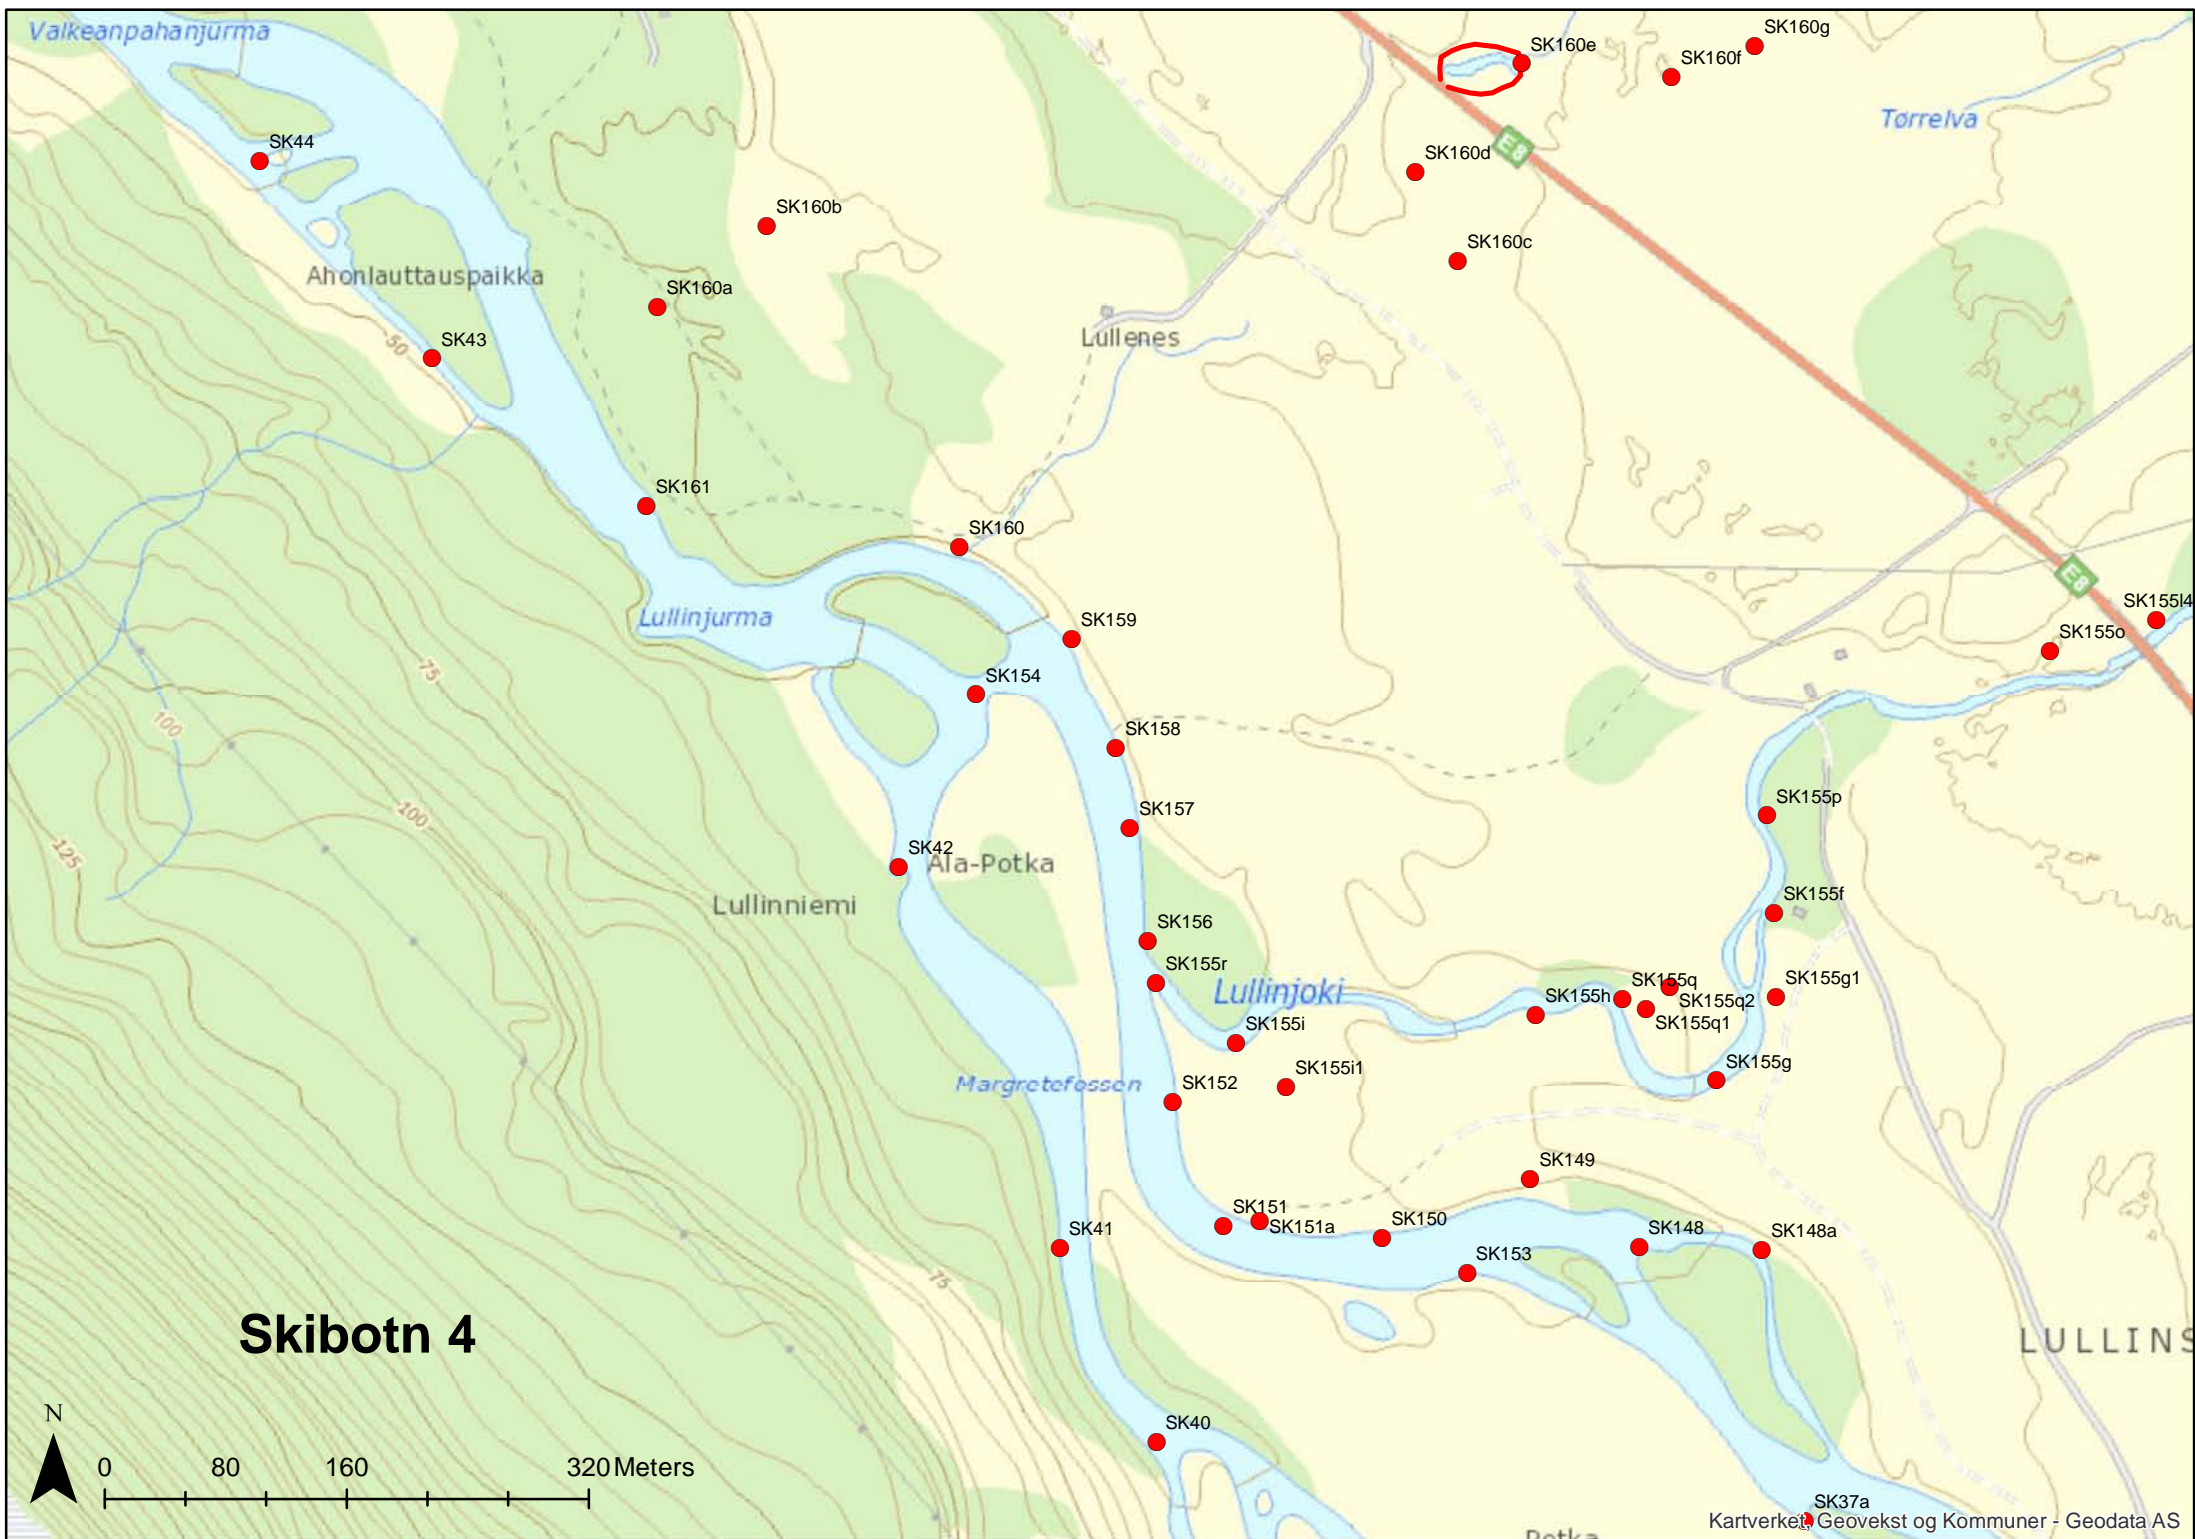 Valkeanpahanjurma
SK160e
SK160g
SK160f
Tørrelva
E8
SK44
SK160d
SK160b
SK160c
Ahonlauttauspaikka
SK160a
Lullenes
50
SK43
SK161
SK160
E8
SK155l4
Lullinjurma
SK159
SK155o
75
SK154
100
SK158
SK155p
100
SK157
125
SK42
Ala-Potka
Lullinniemi
SK155f
SK156
SK155r
Lullinjoki
SK155q
SK155g1
SK155h
SK155q2
SK155q1
SK155i
SK155g
Margretefossen
SK152
SK155i1
SK149
SK151
SK151a
SK150
SK148
SK148a
SK41
SK153
75
Skibotn 4
LULLINS
N
SK40
0 80 160 320 Meters
SK37a
Kartverket, Geovekst og Kommuner - Geodata AS
Potka